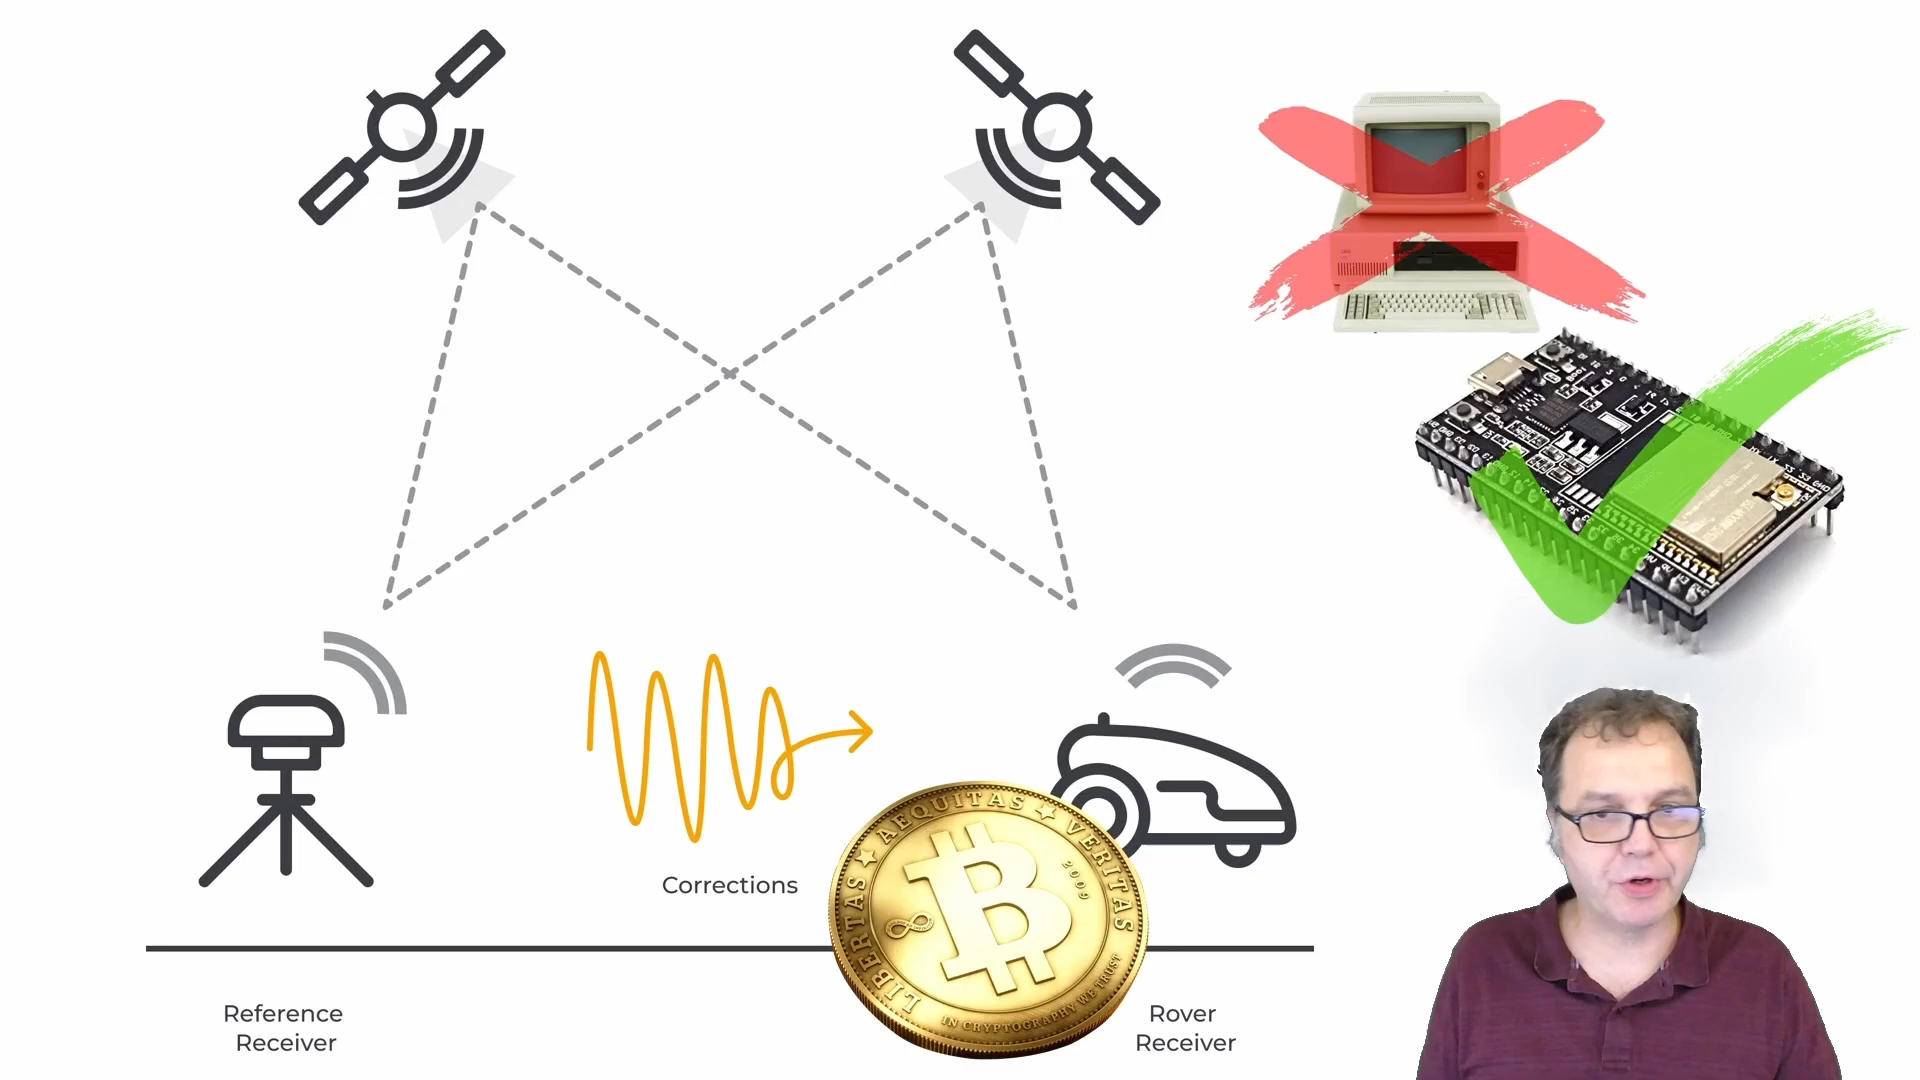 Corrections
LIBERTAS ★ AEQUITAS ★ VERITAS
2009
IN CRYPTOGRAPHY WE TRUST
Reference
Receiver
Rover
Receiver